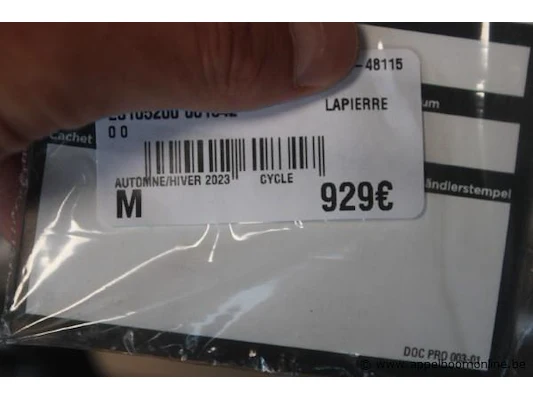 – 48115
LAPIERRE
um
0 0
Cachet
AUTOMNE/HIVER 2023 CYCLE
M 929€
ändlerstempel
DOC PRO 003-01
www.appelboomonline.be